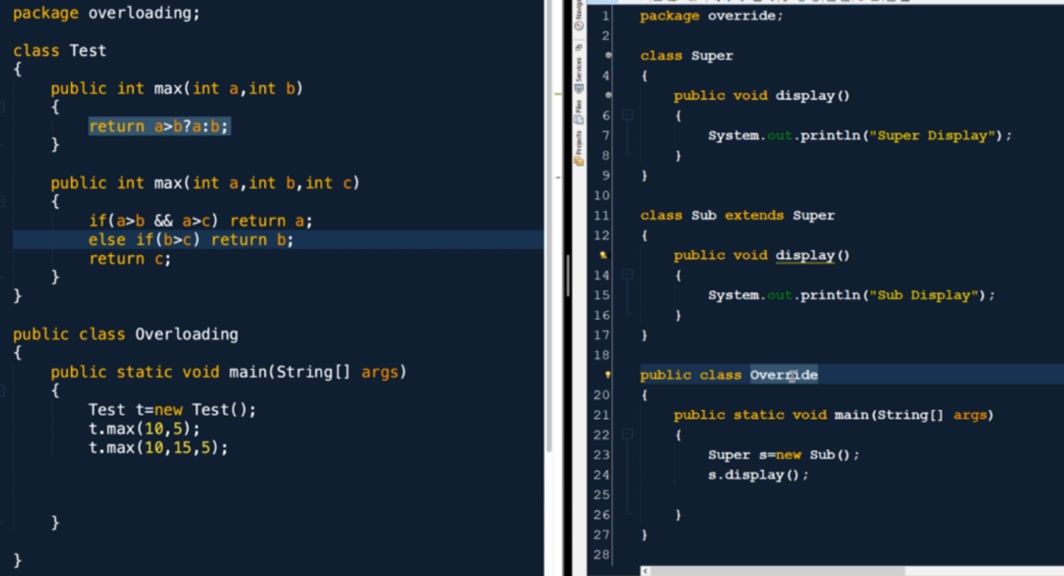 package overloading;
class Test
{
public int max(int a,int b)
{
return a>b?a:b;
}
public int max(int a,int b,int c)
{
if(a>b && a>c) return a;
else if(b>c) return b;
return c;
}
}
public class Overloading
{
public static void main(String[] args)
{
Test t=new Test();
t.max(10,5);
t.max(10,15,5);
}
}
Services
Files
Projects
1 package override;
2
class Super
4 {
public void display()
6 {
7 System.out.println("Super Display");
8 }
9 }
10
11 class Sub extends Super
12 {
public void display()
14 {
15 System.out.println("Sub Display");
16 }
17 }
18
public class Override
20 {
21 public static void main(String[] args)
22 {
23 Super s=new Sub();
24 s.display();
25
26 }
27 }
28